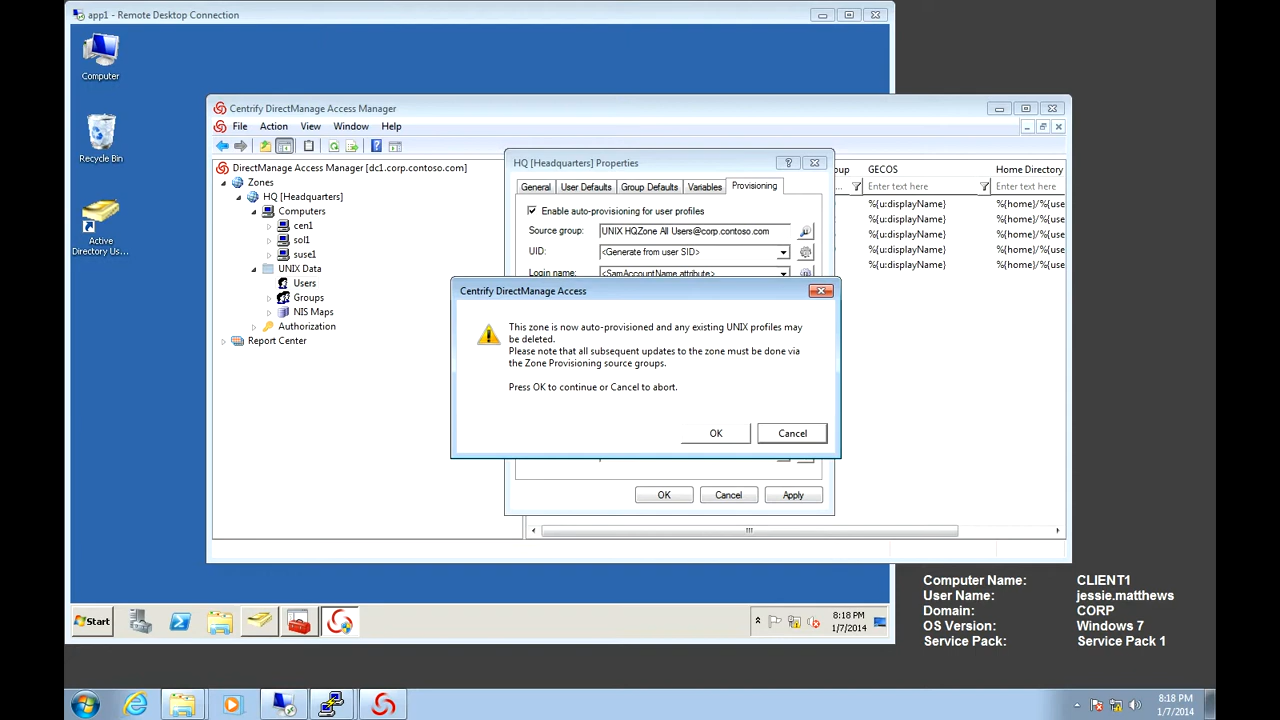 app1 - Remote Desktop Connection
Computer
Recycle Bin
Active
Directory Us...
Centrify DirectManage Access Manager
File Action View Window Help
DirectManage Access Manager [dc1.corp.contoso.com]
Zones
HQ [Headquarters]
Computers
cen1
sol1
suse1
UNIX Data
Users
Groups
NIS Maps
Authorization
Report Center
HQ [Headquarters] Properties
General User Defaults Group Defaults Variables Provisioning
Enable auto-provisioning for user profiles
Source group: UNIX HQZone All Users@corp.contoso.com
UID: <Generate from user SID>
Login name: <SamAccountName attribute>
Centrify DirectManage Access
This zone is now auto-provisioned and any existing UNIX profiles may
be deleted.
Please note that all subsequent updates to the zone must be done via
the Zone Provisioning source groups.
Press OK to continue or Cancel to abort.
OK Cancel
OK Cancel Apply
GECOS Home Directory
... Enter text here Enter text here
%{u:displayName} %{home}/%{use
%{u:displayName} %{home}/%{use
%{u:displayName} %{home}/%{use
%{u:displayName} %{home}/%{use
%{u:displayName} %{home}/%{use
Computer Name: CLIENT1
User Name: jessie.matthews
Domain: CORP
OS Version: Windows 7
Service Pack: Service Pack 1
Start
8:18 PM
1/7/2014
8:18 PM
1/7/2014